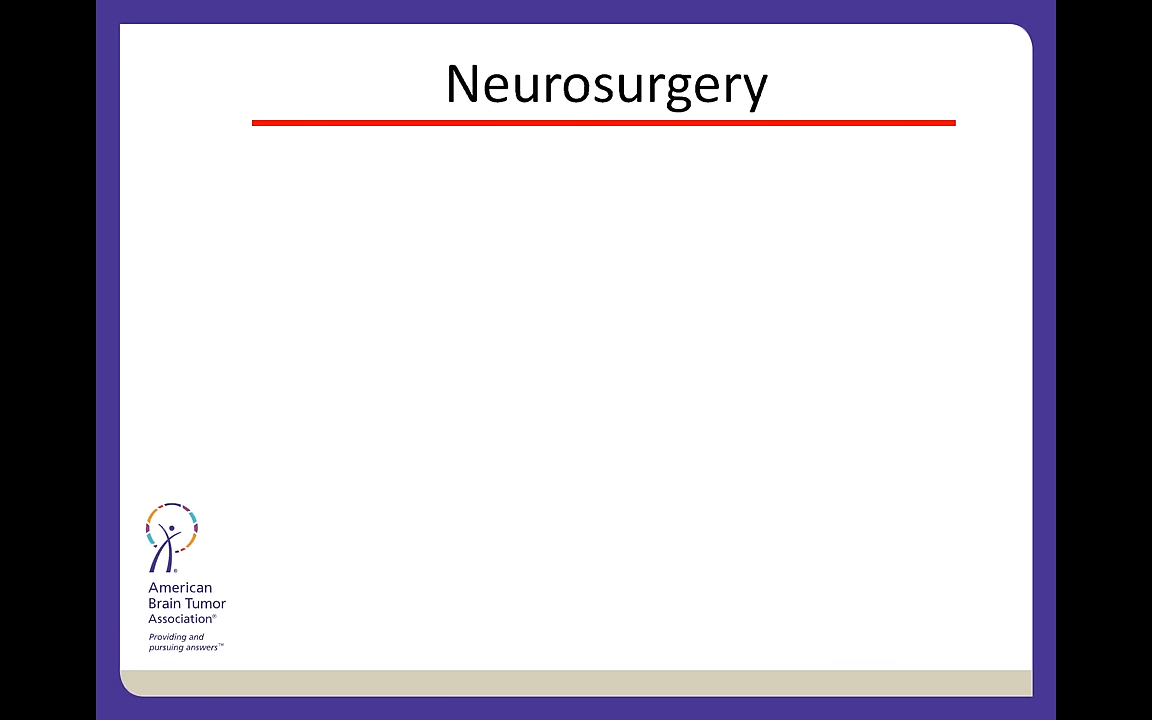 Neurosurgery
American
Brain Tumor
Association®
Providing and
pursuing answers™